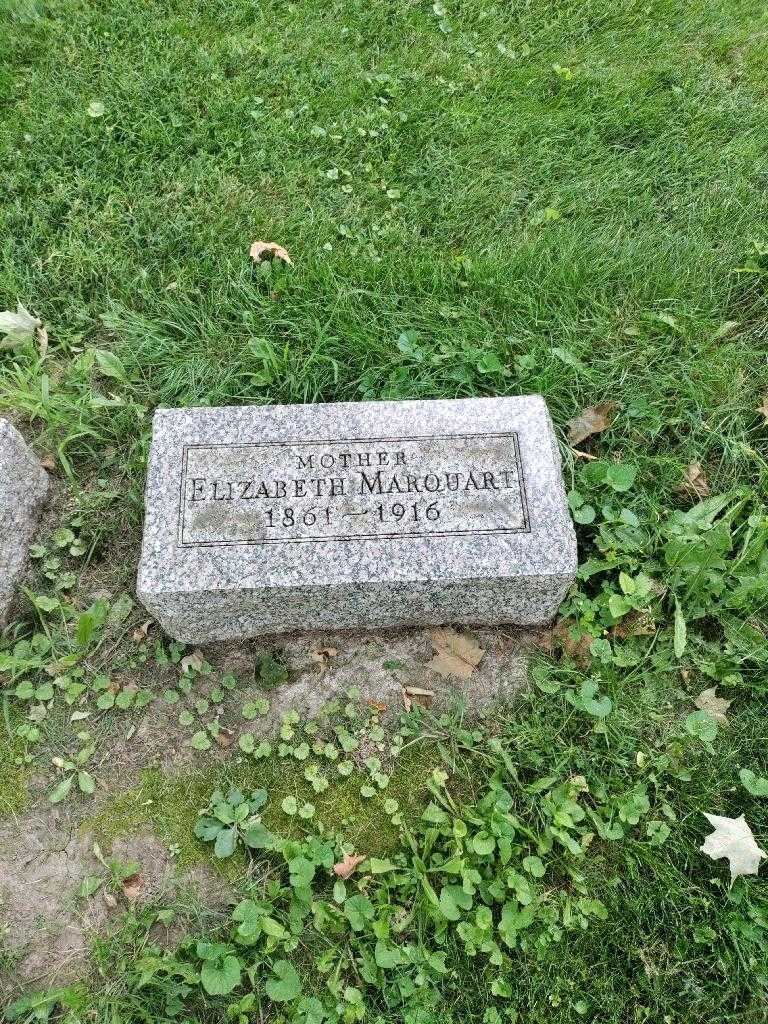 MOTHER
ELIZABETH MARQUART
1861 — 1916